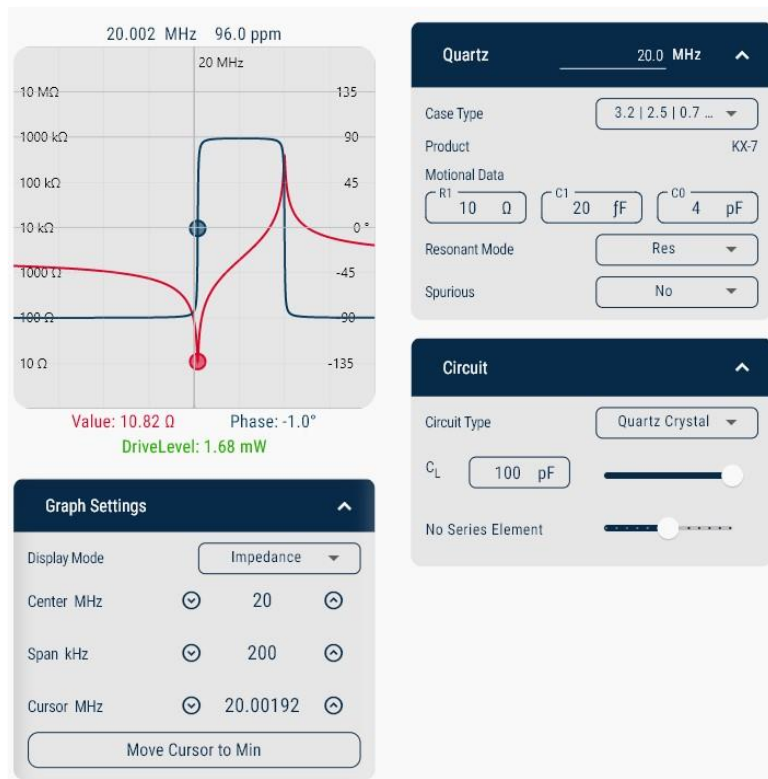 20.002 MHz 96.0 ppm
20 MHz
10 MΩ 135
1000 kΩ 90
100 kΩ 45
10 kΩ 0 °
1000 Ω -45
100 Ω -90
10 Ω -135
Value: 10.82 Ω Phase: -1.0°
DriveLevel: 1.68 mW
Graph Settings
Display Mode Impedance
Center MHz 20
Span kHz 200
Cursor MHz 20.00192
Move Cursor to Min
Quartz 20.0 MHz
Case Type 3.2 | 2.5 | 0.7 ...
Product KX-7
Motional Data
R1 C1 C0
10 Ω 20 fF 4 pF
Resonant Mode Res
Spurious No
Circuit
Circuit Type Quartz Crystal
CL 100 pF
No Series Element